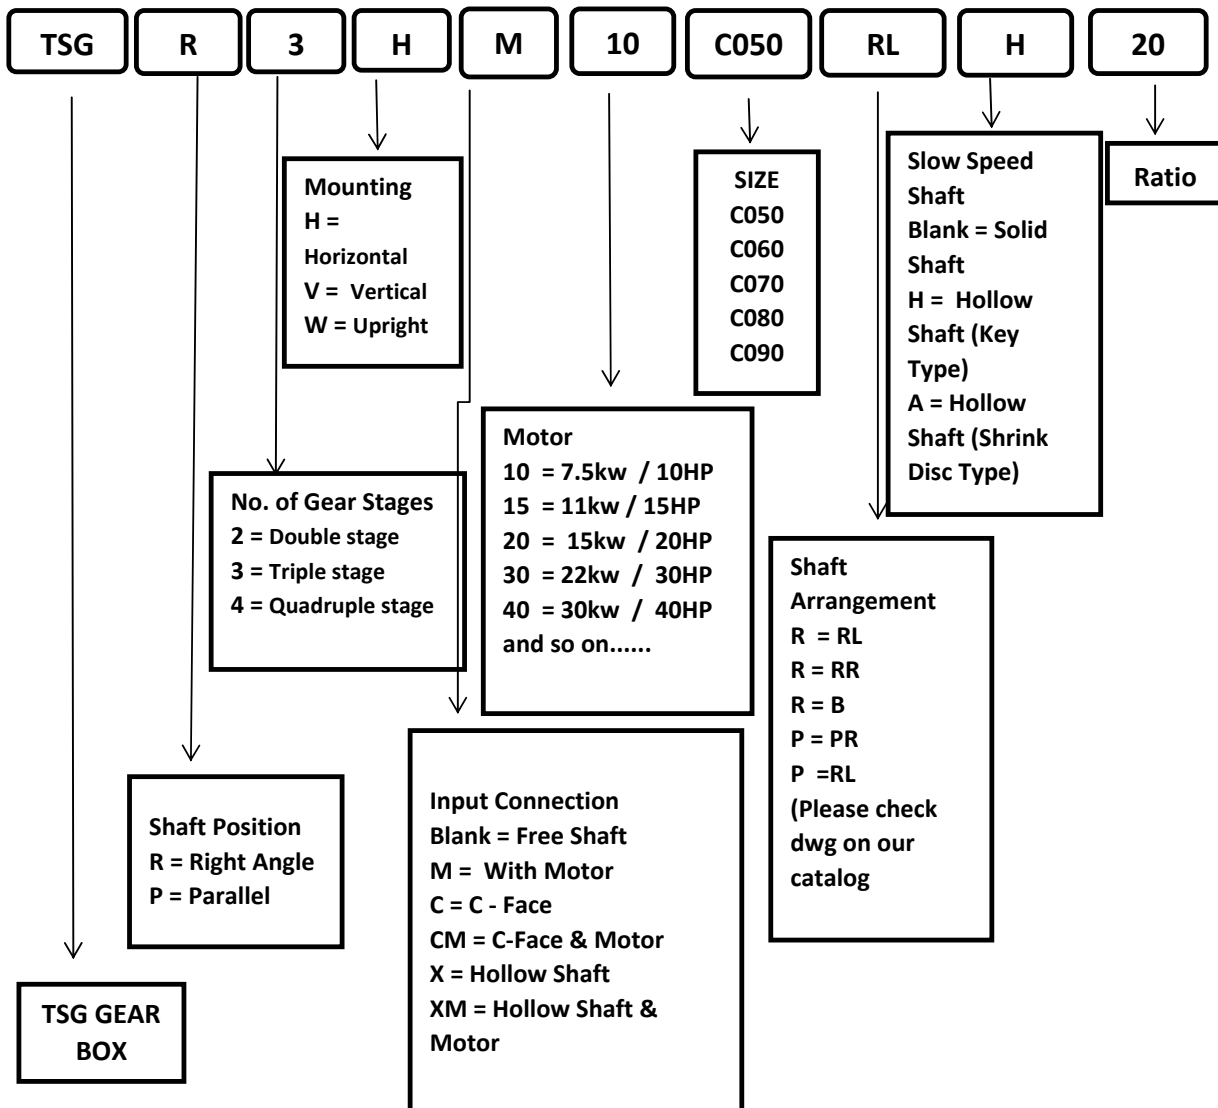 TSG R 3 H M 10 C050 RL H 20
Mounting
H =
Horizontal
V = Vertical
W = Upright
SIZE
C050
C060
C070
C080
C090
Slow Speed
Shaft
Blank = Solid
Shaft
H = Hollow
Shaft (Key
Type)
A = Hollow
Shaft (Shrink
Disc Type)
Ratio
No. of Gear Stages
2 = Double stage
3 = Triple stage
4 = Quadruple stage
Motor
10 = 7.5kw / 10HP
15 = 11kw / 15HP
20 = 15kw / 20HP
30 = 22kw / 30HP
40 = 30kw / 40HP
and so on......
Shaft
Arrangement
R = RL
R = RR
R = B
P = PR
P =RL
(Please check
dwg on our
catalog
Shaft Position
R = Right Angle
P = Parallel
Input Connection
Blank = Free Shaft
M = With Motor
C = C - Face
CM = C-Face & Motor
X = Hollow Shaft
XM = Hollow Shaft &
Motor
TSG GEAR
BOX